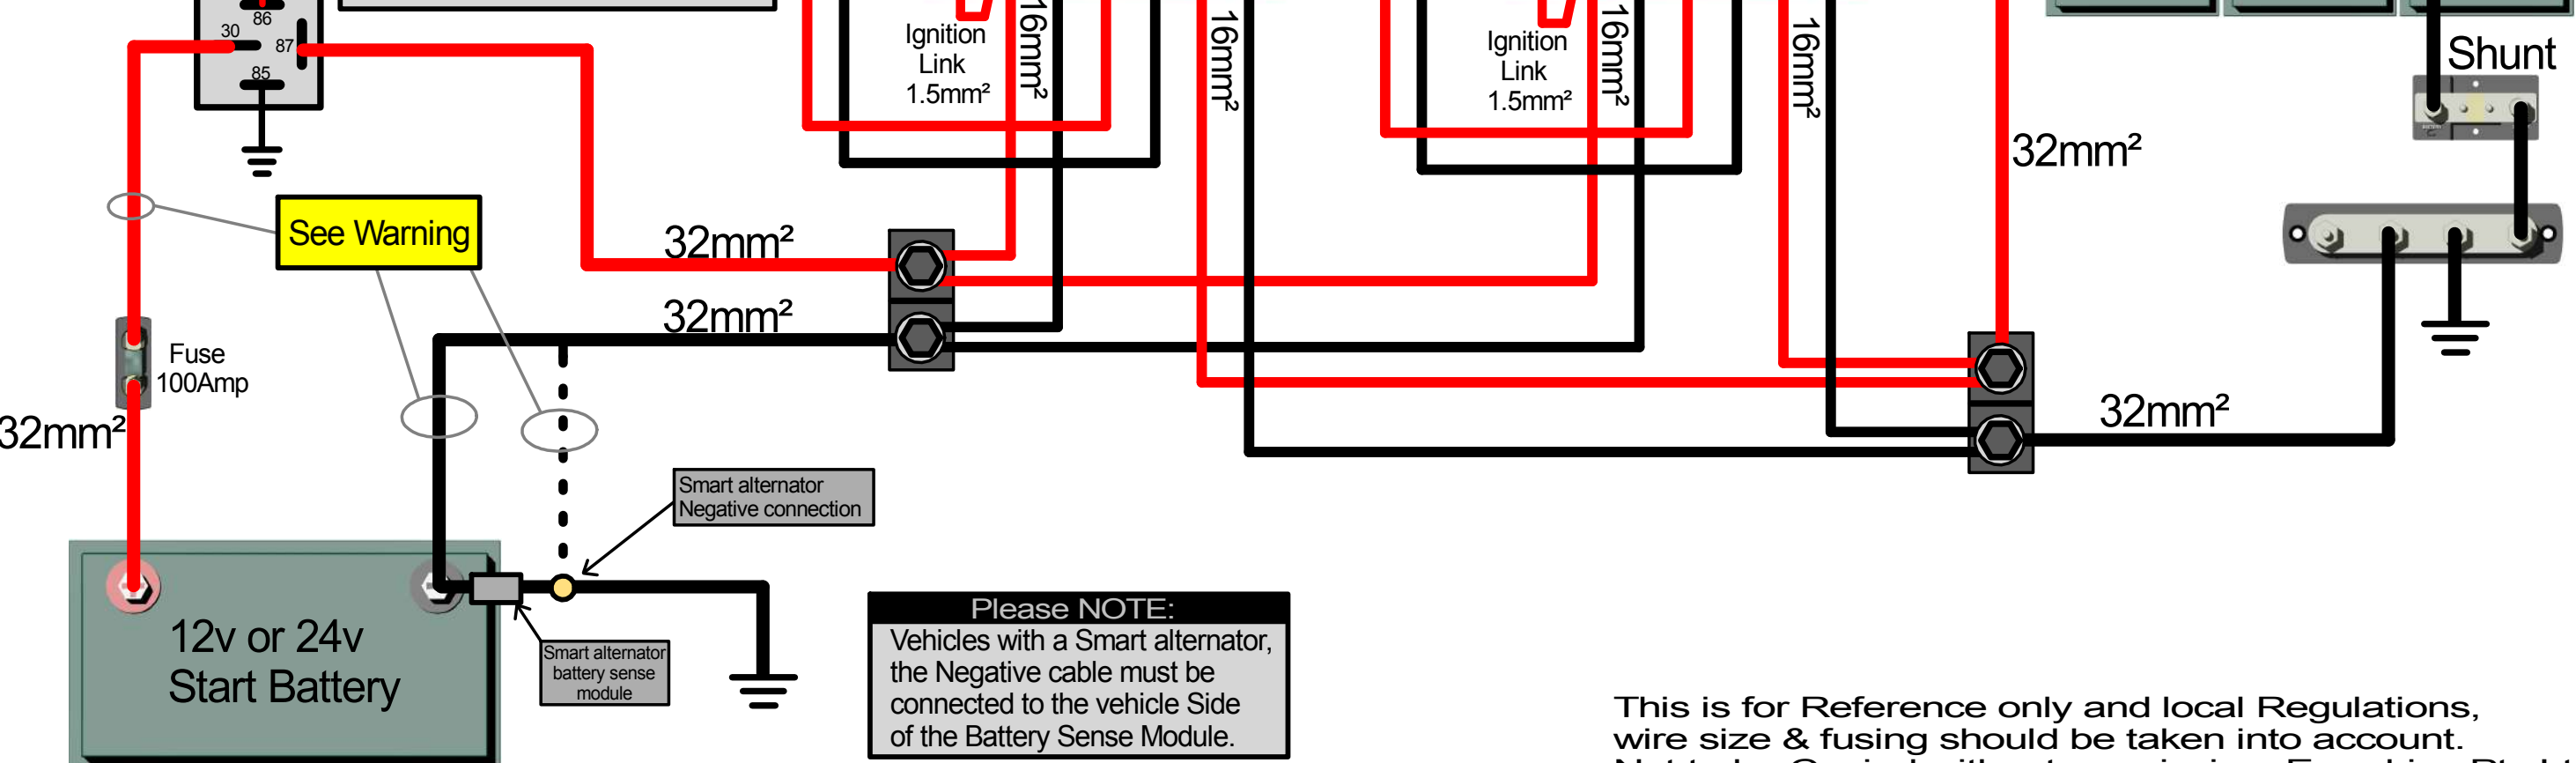 86
30
87
85
Ignition
Link
1.5mm²
16mm²
16mm²
Ignition
Link
1.5mm²
16mm²
16mm²
Shunt
32mm²
See Warning
32mm²
32mm²
Fuse
100Amp
32mm²
32mm²
Smart alternator
Negative connection
12v or 24v
Start Battery
Smart alternator
battery sense
module
Please NOTE:
Vehicles with a Smart alternator,
the Negative cable must be
connected to the vehicle Side
of the Battery Sense Module.
This is for Reference only and local Regulations,
wire size & fusing should be taken into account.